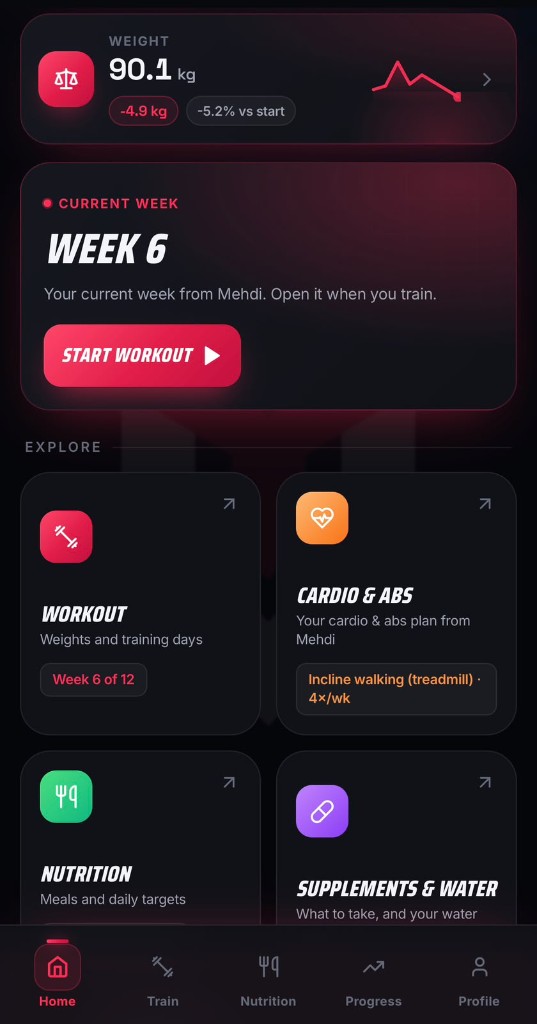 WEIGHT
90.1 kg
-4.9 kg
-5.2% vs start
CURRENT WEEK
WEEK 6
Your current week from Mehdi. Open it when you train.
START WORKOUT
EXPLORE
WORKOUT
Weights and training days
Week 6 of 12
CARDIO & ABS
Your cardio & abs plan from
Mehdi
Incline walking (treadmill) ·
4×/wk
NUTRITION
Meals and daily targets
SUPPLEMENTS & WATER
What to take, and your water
Home
Train
Nutrition
Progress
Profile